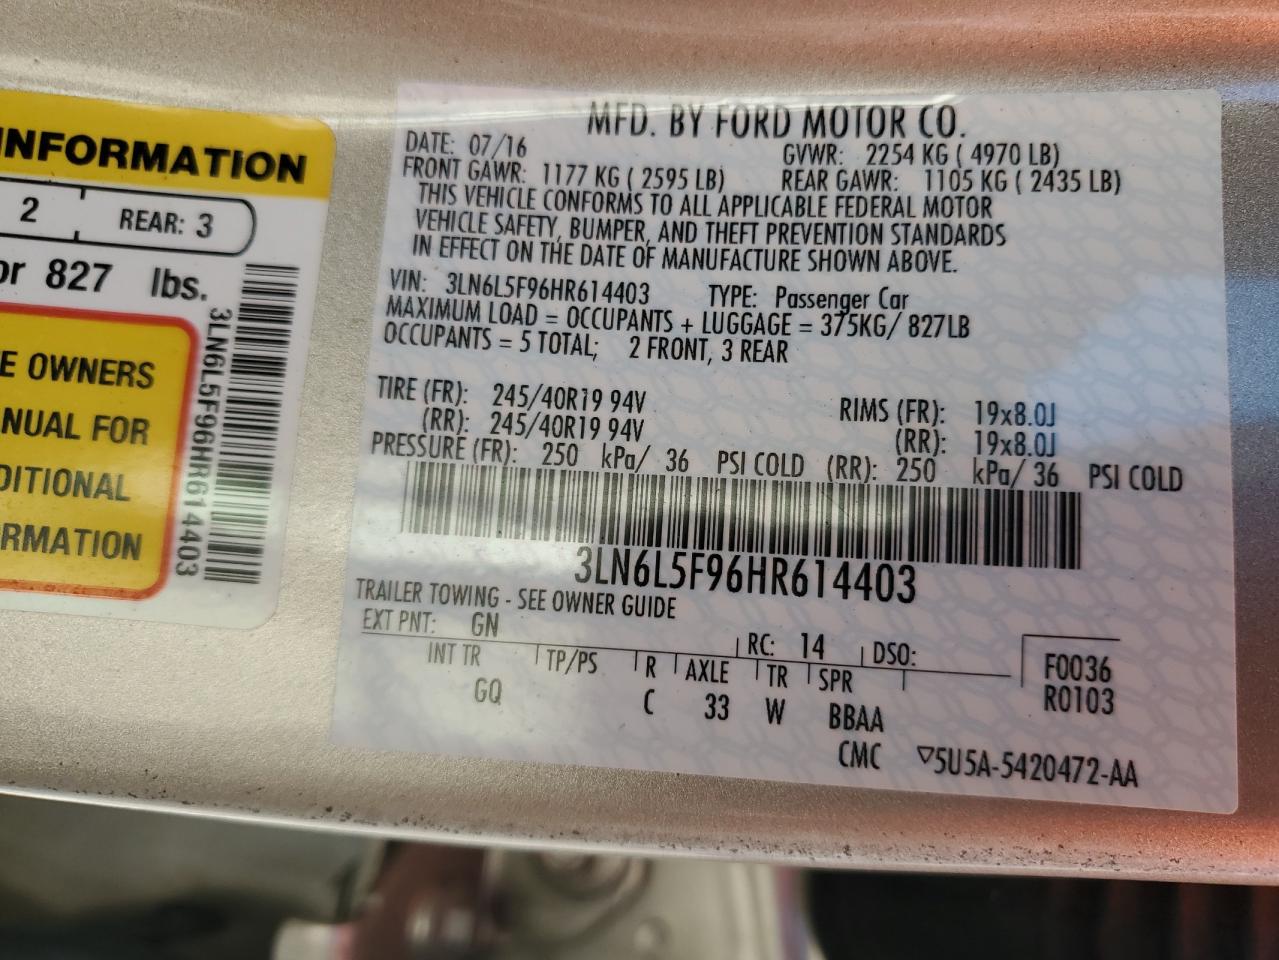 INFORMATION
2 REAR: 3
or 827 lbs.
E OWNERS
NUAL FOR
DITIONAL
RMATION
3LN6L5F96HR614403
MFD. BY FORD MOTOR CO.
DATE: 07/16 GVWR: 2254 KG ( 4970 LB)
FRONT GAWR: 1177 KG ( 2595 LB) REAR GAWR: 1105 KG ( 2435 LB)
THIS VEHICLE CONFORMS TO ALL APPLICABLE FEDERAL MOTOR
VEHICLE SAFETY, BUMPER, AND THEFT PREVENTION STANDARDS
IN EFFECT ON THE DATE OF MANUFACTURE SHOWN ABOVE.
VIN: 3LN6L5F96HR614403 TYPE: Passenger Car
MAXIMUM LOAD = OCCUPANTS + LUGGAGE = 375KG/ 827LB
OCCUPANTS = 5 TOTAL; 2 FRONT, 3 REAR
TIRE (FR): 245/40R19 94V RIMS (FR): 19x8.0J
(RR): 245/40R19 94V (RR): 19x8.0J
PRESSURE (FR): 250 kPa/ 36 PSI COLD (RR): 250 kPa/ 36 PSI COLD
3LN6L5F96HR614403
TRAILER TOWING - SEE OWNER GUIDE
EXT PNT: GN RC: 14 DSO:
INT TR TP/PS R AXLE TR SPR F0036
GQ C 33 W BBAA R0103
CMC ▽5U5A-5420472-AA